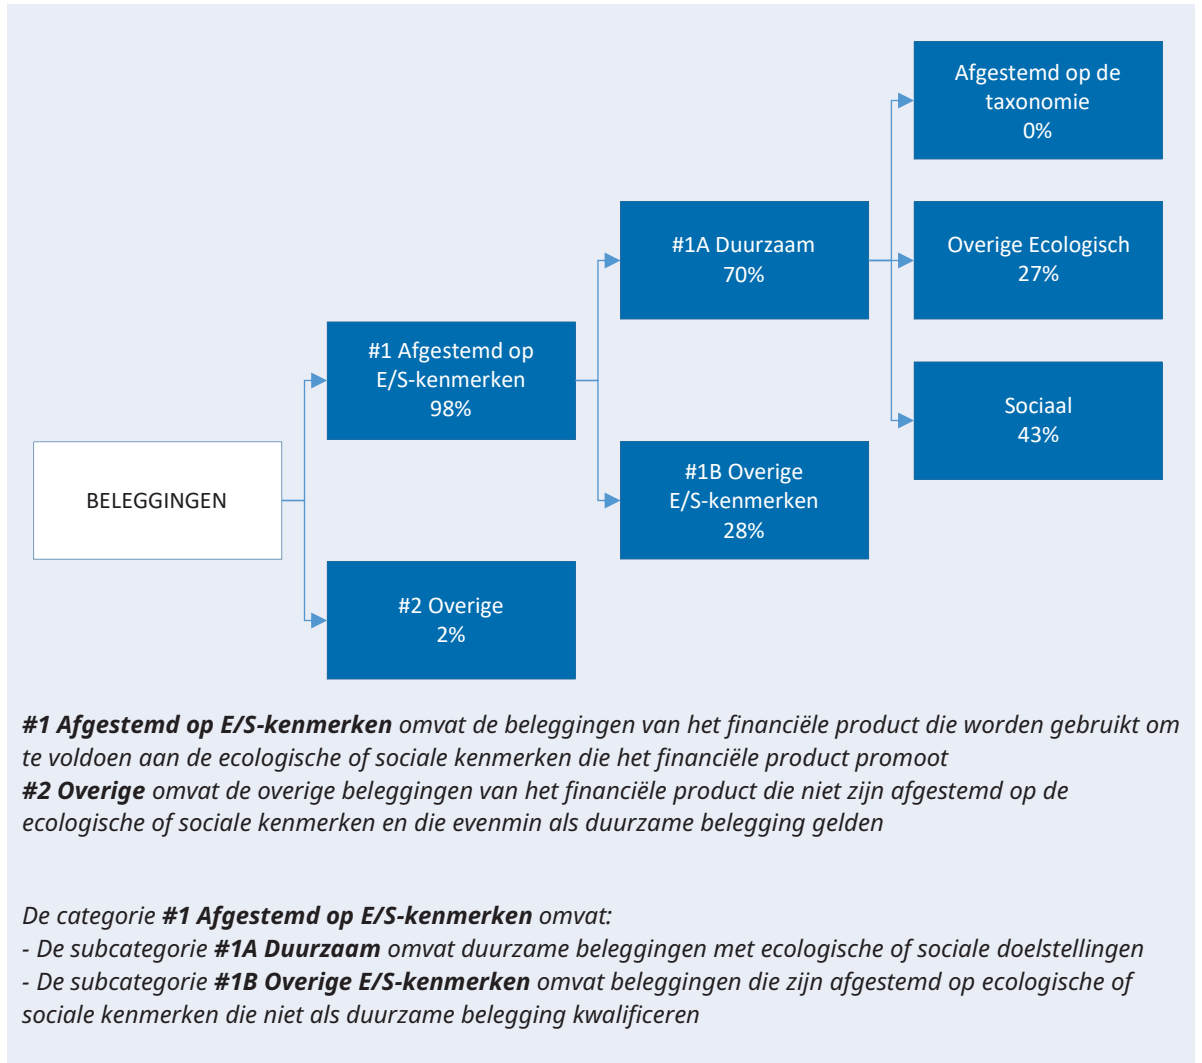 Afgestemd op de
taxonomie
0%
#1A Duurzaam
70%
Overige Ecologisch
27%
#1 Afgestemd op
E/S-kenmerken
98%
Sociaal
43%
BELEGGINGEN
#1B Overige
E/S-kenmerken
28%
#2 Overige
2%
#1 Afgestemd op E/S-kenmerken omvat de beleggingen van het financiële product die worden gebruikt om
te voldoen aan de ecologische of sociale kenmerken die het financiële product promoot
#2 Overige omvat de overige beleggingen van het financiële product die niet zijn afgestemd op de
ecologische of sociale kenmerken en die evenmin als duurzame belegging gelden
De categorie #1 Afgestemd op E/S-kenmerken omvat:
- De subcategorie #1A Duurzaam omvat duurzame beleggingen met ecologische of sociale doelstellingen
- De subcategorie #1B Overige E/S-kenmerken omvat beleggingen die zijn afgestemd op ecologische of
sociale kenmerken die niet als duurzame belegging kwalificeren